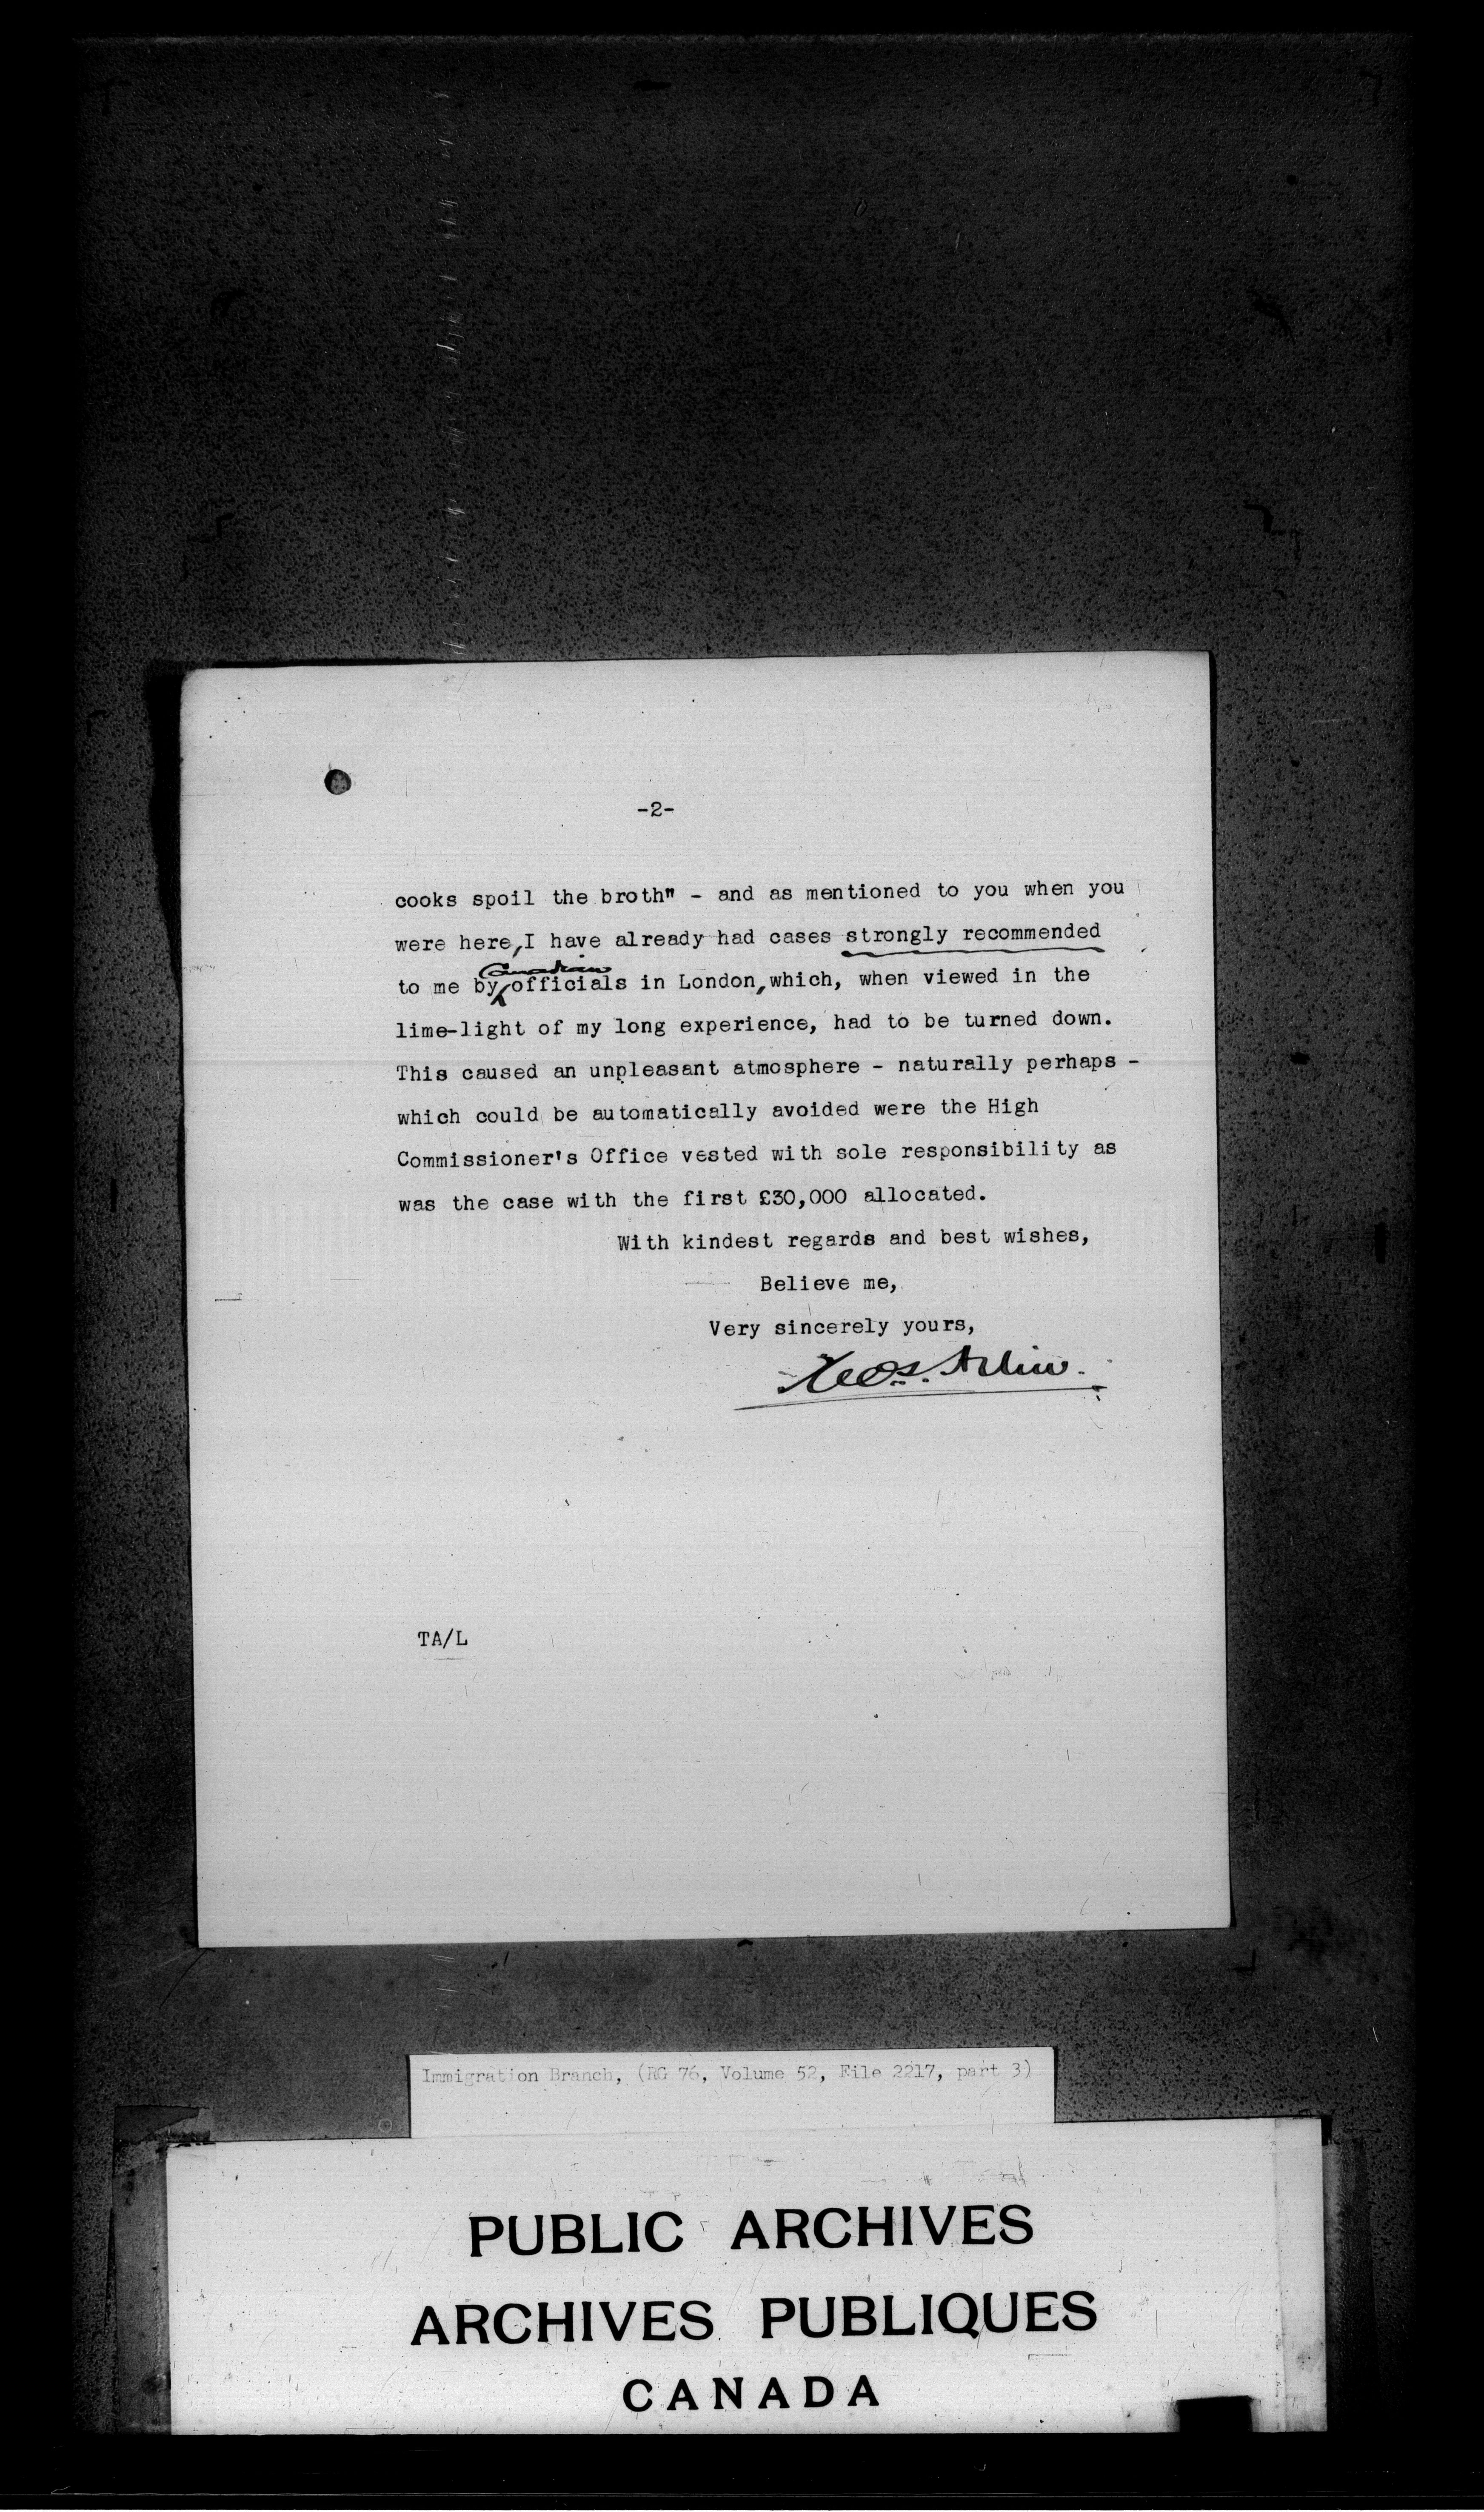 -2-
cooks spoil the broth" - and as mentioned to you when you
were here, I have already had cases strongly recommended
to me by Canadian officials in London, which, when viewed in the
lime-light of my long experience, had to be turned down.
This caused an unpleasant atmosphere - naturally perhaps -
which could be automatically avoided were the High
Commissioner's Office vested with sole responsibility as
was the case with the first £30,000 allocated.
With kindest regards and best wishes,
Believe me,
Very sincerely yours,
TA/L
Immigration Branch, (RG 76, Volume 52, File 2217, part 3)
PUBLIC ARCHIVES
ARCHIVES PUBLIQUES
CANADA